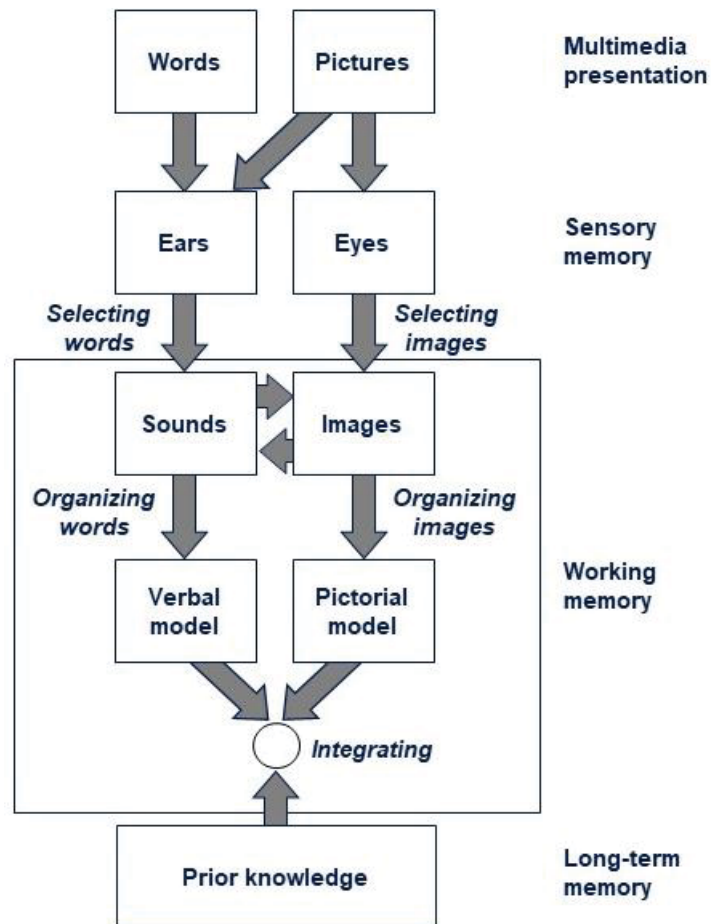 Words
Pictures
Multimedia
presentation
Ears
Eyes
Sensory
memory
Selecting
words
Selecting
images
Sounds
Images
Organizing
words
Organizing
images
Verbal
model
Pictorial
model
Working
memory
Integrating
Prior knowledge
Long-term
memory